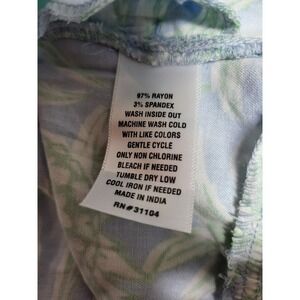 97% RAYON
3% SPANDEX
WASH INSIDE OUT
MACHINE WASH COLD
WITH LIKE COLORS
GENTLE CYCLE
ONLY NON CHLORINE
BLEACH IF NEEDED
TUMBLE DRY LOW
COOL IRON IF NEEDED
MADE IN INDIA
RN#31104